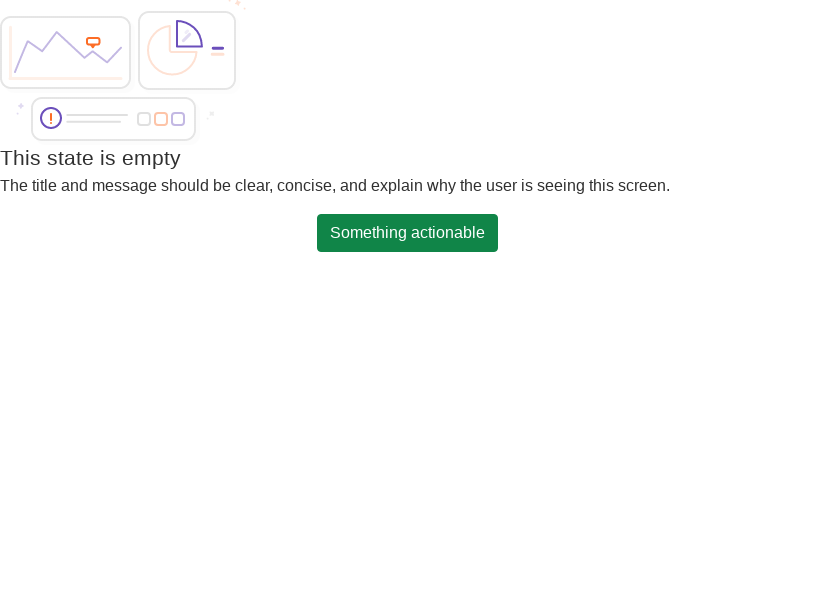 This state is empty
The title and message should be clear, concise, and explain why the user is seeing this screen.
Something actionable